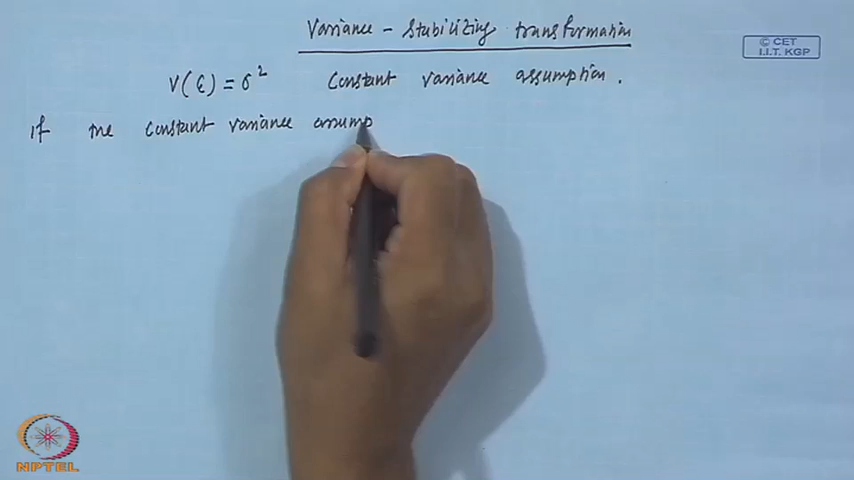 Variance - Stabilizing transformation
© CET
I.I.T. KGP
V(ε) = σ² Constant variance assumption.
If the constant variance assump
NPTEL